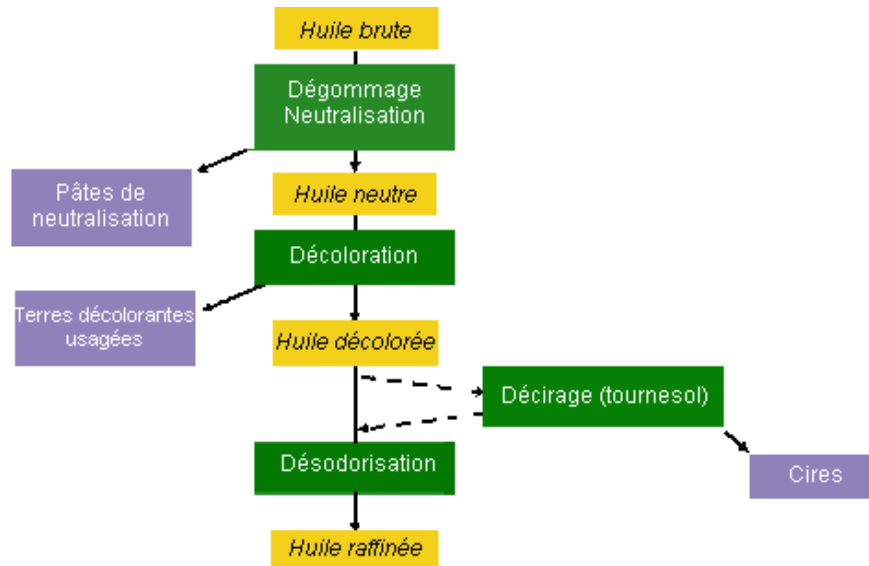 Huile brute
Dégommage
Neutralisation
Pâtes de
neutralisation
Huile neutre
Décoloration
Terres décolorantes
usagées
Huile décolorée
Décirage (tournesol)
Désodorisation
Cires
Huile raffinée